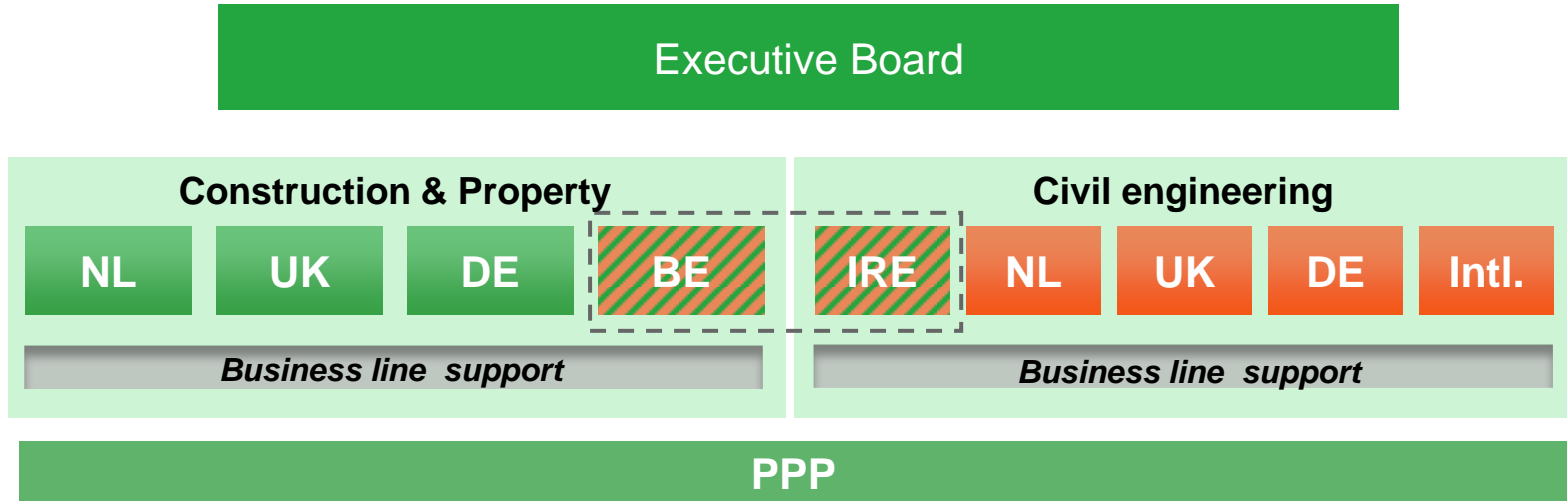 Executive Board
Construction & Property
Civil engineering
NL UK DE BE IRE NL UK DE Intl.
Business line support
Business line support
PPP